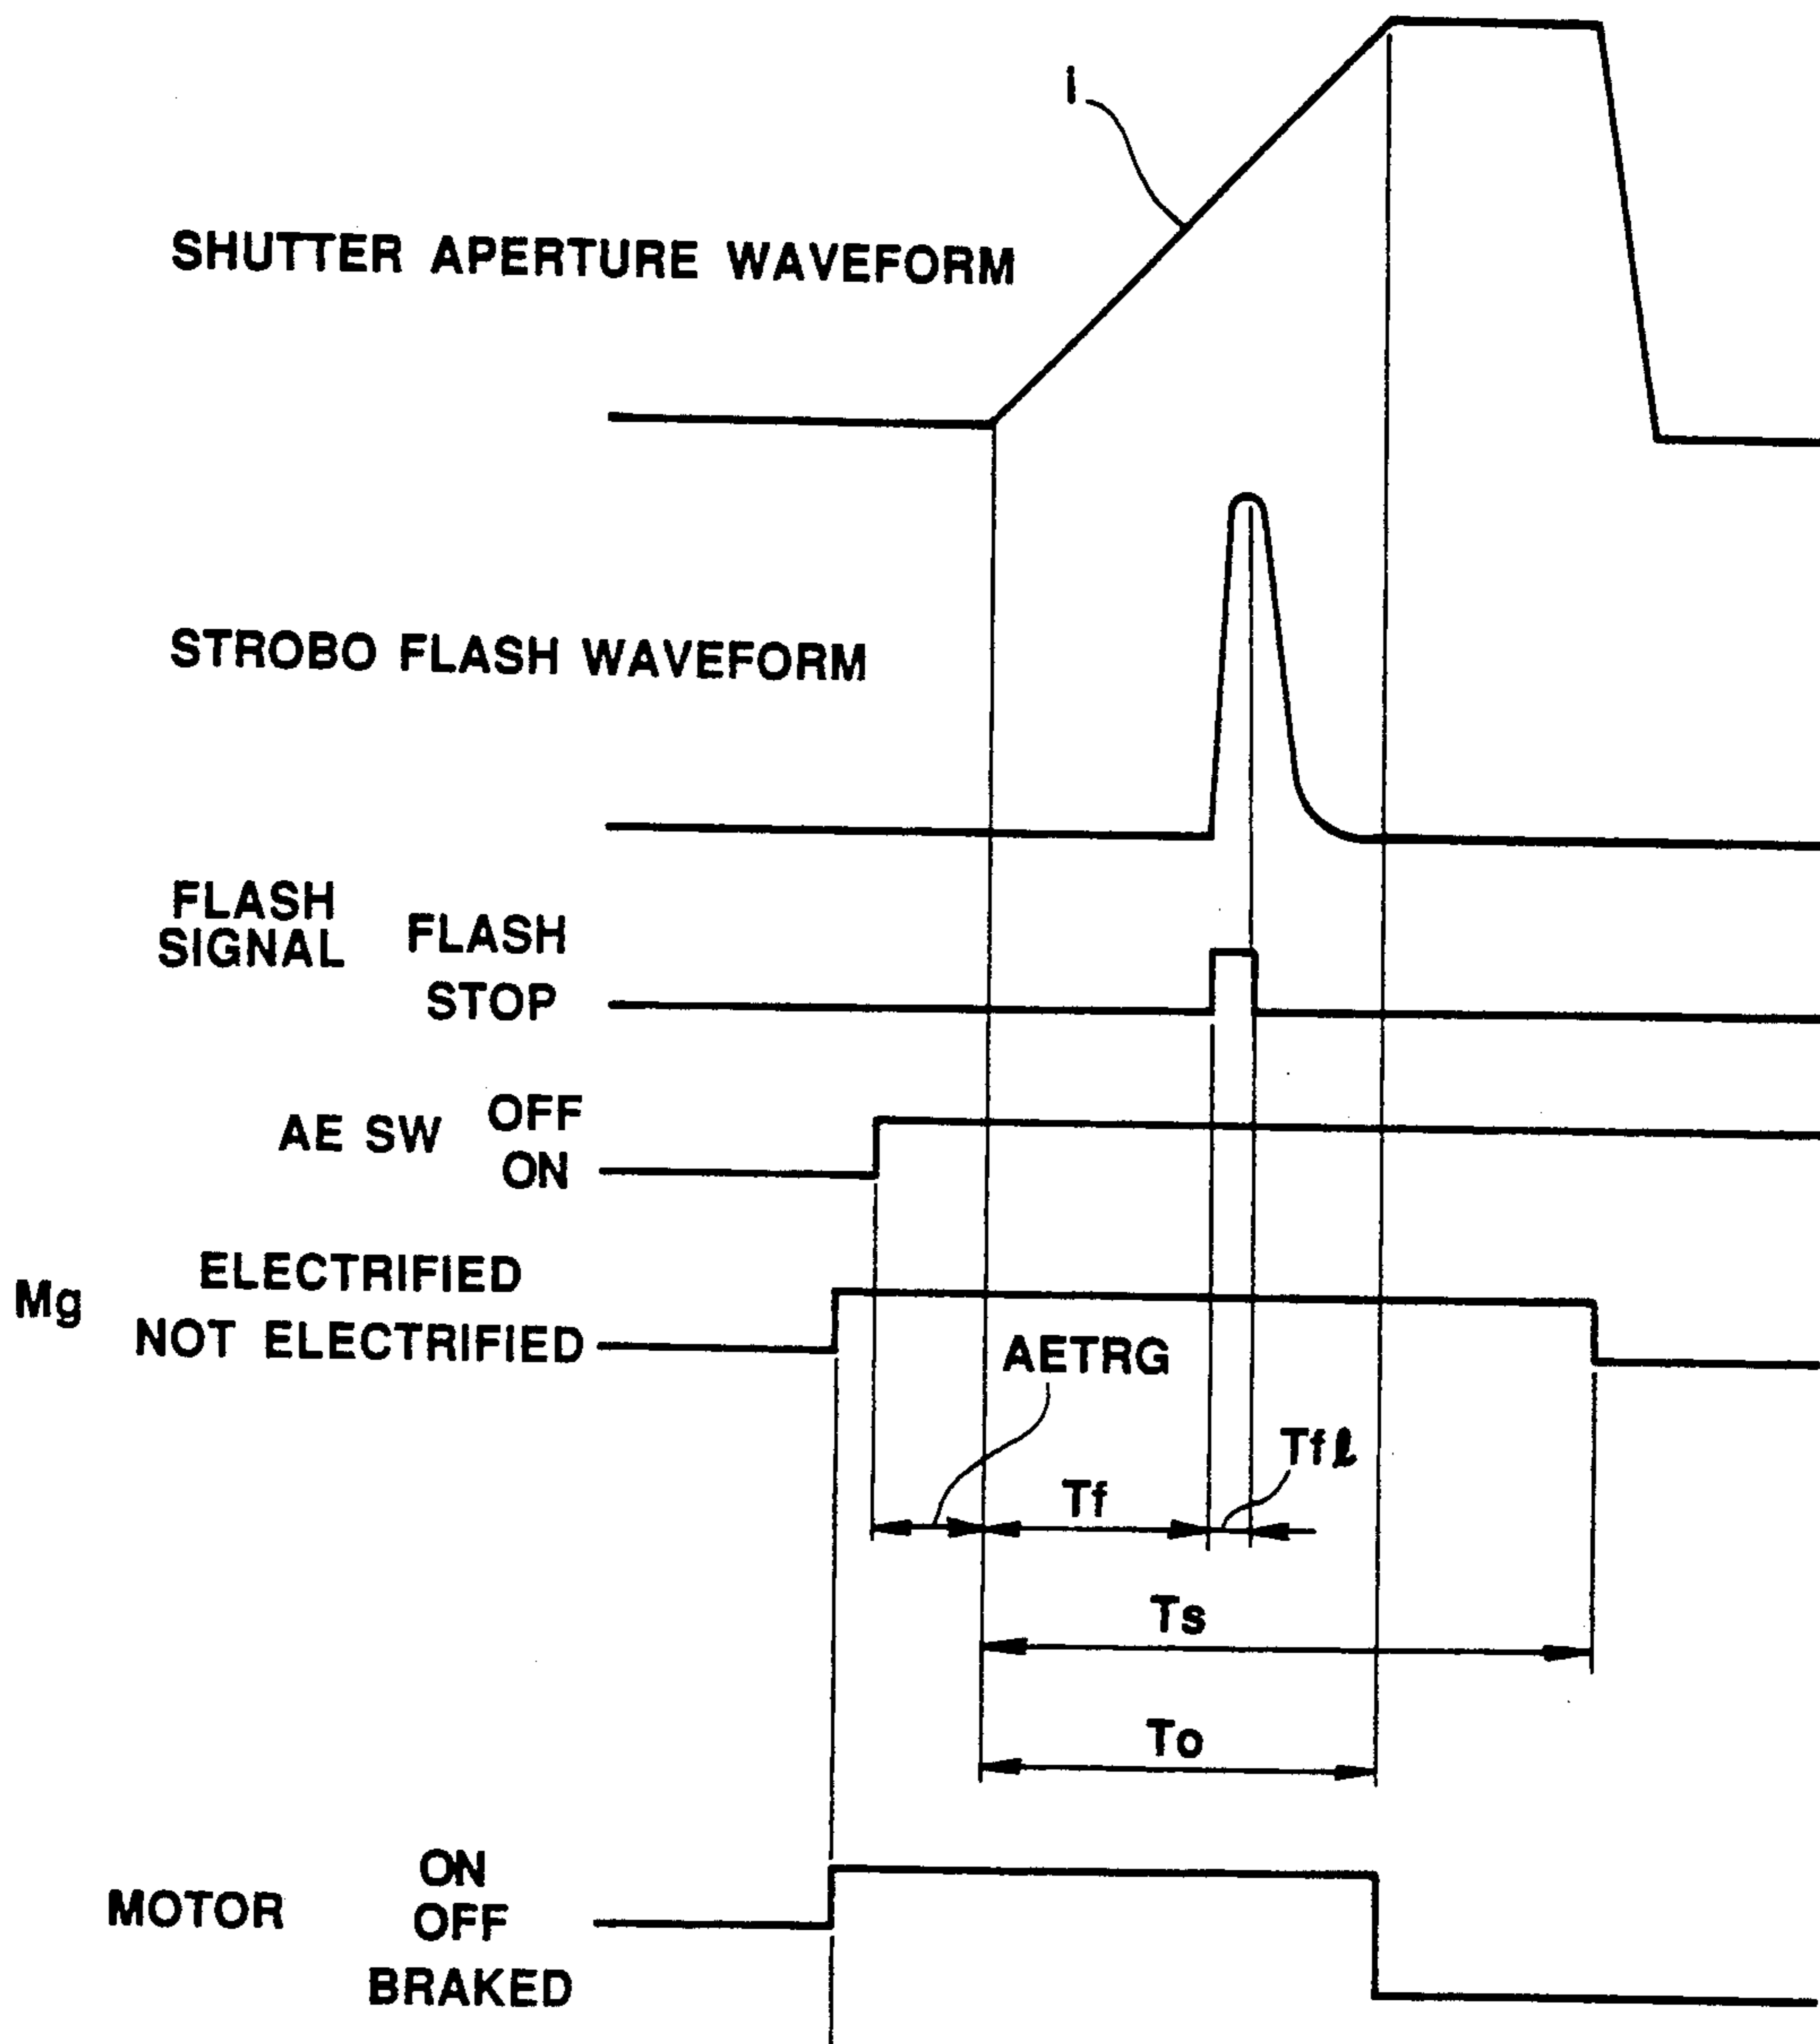 i
SHUTTER APERTURE WAVEFORM
STROBO FLASH WAVEFORM
FLASH
SIGNAL
FLASH
STOP
AE SW
OFF
ON
Mg
ELECTRIFIED
NOT ELECTRIFIED
AETRG
Tfℓ
Tf
Ts
To
MOTOR
ON
OFF
BRAKED